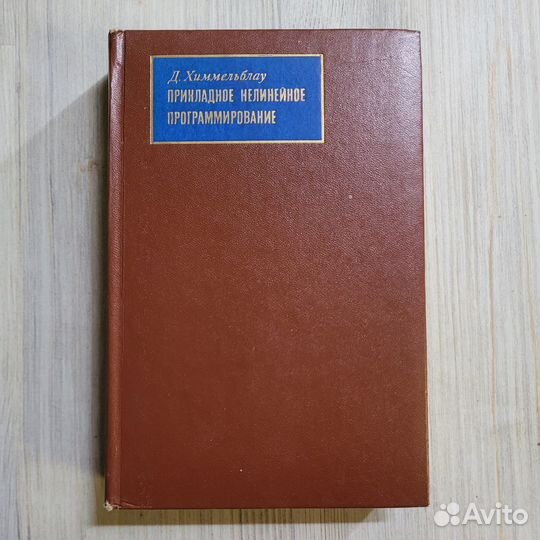 Д. Химмельблау
ПРИКЛАДНОЕ НЕЛИНЕЙНОЕ
ПРОГРАММИРОВАНИЕ
Avito